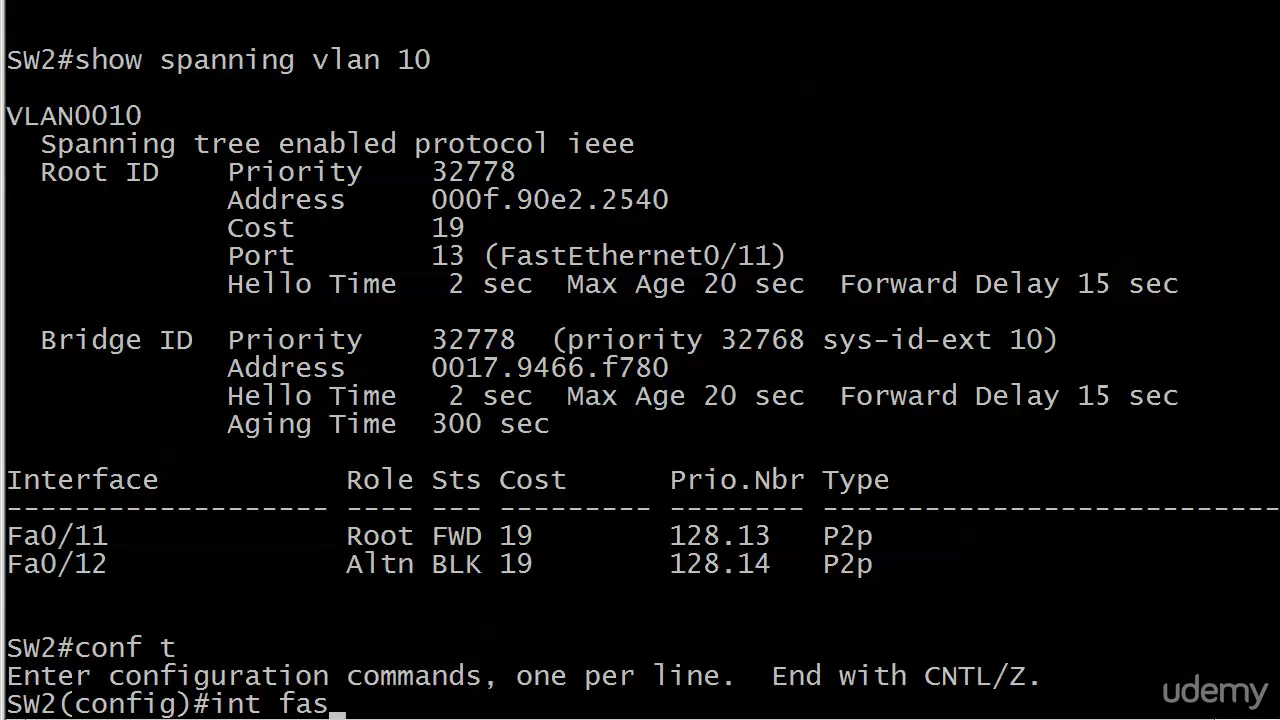 SW2#show spanning vlan 10
VLAN0010
Spanning tree enabled protocol ieee
Root ID Priority 32778
Address 000f.90e2.2540
Cost 19
Port 13 (FastEthernet0/11)
Hello Time 2 sec Max Age 20 sec Forward Delay 15 sec
Bridge ID Priority 32778 (priority 32768 sys-id-ext 10)
Address 0017.9466.f780
Hello Time 2 sec Max Age 20 sec Forward Delay 15 sec
Aging Time 300 sec
Interface Role Sts Cost Prio.Nbr Type
------------------- ---- --- --------- -------- ---------------------------
Fa0/11 Root FWD 19 128.13 P2p
Fa0/12 Altn BLK 19 128.14 P2p
SW2#conf t
Enter configuration commands, one per line. End with CNTL/Z.
SW2(config)#int fas_
udemy